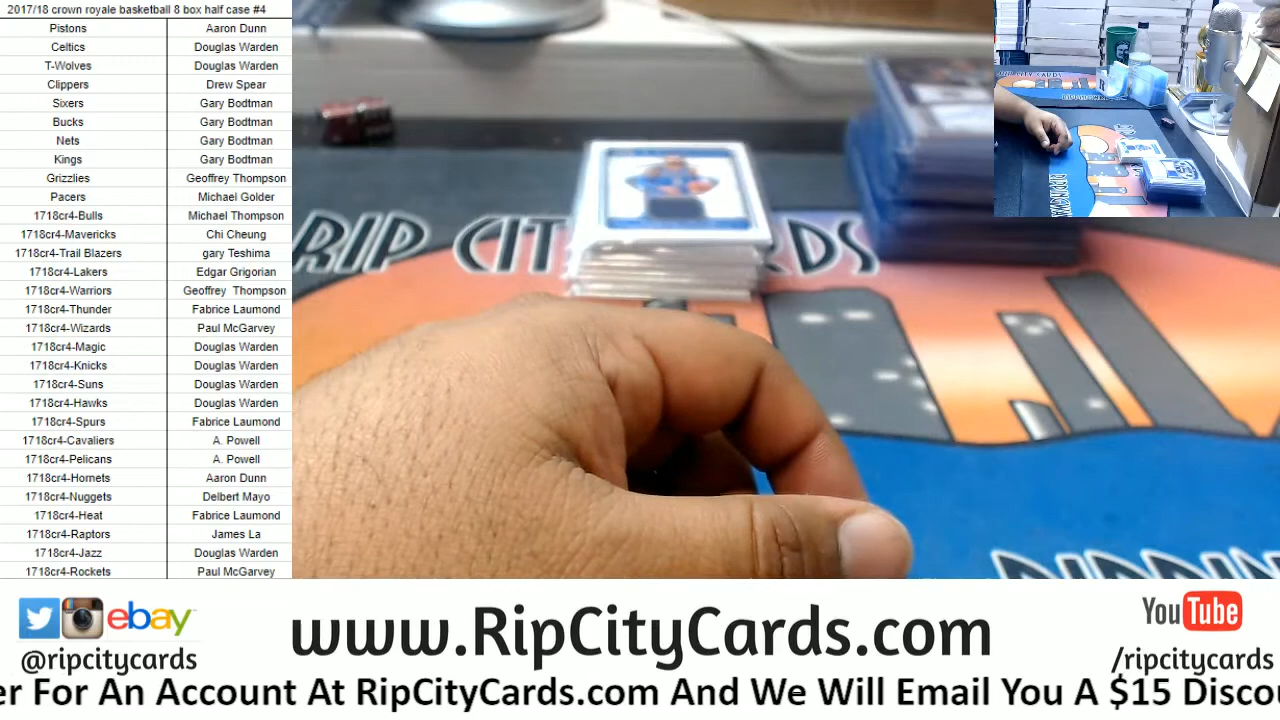 2017/18 crown royale basketball 8 box half case #4
Pistons Aaron Dunn
Celtics Douglas Warden
T-Wolves Douglas Warden
Clippers Drew Spear
Sixers Gary Bodtman
Bucks Gary Bodtman
Nets Gary Bodtman
Kings Gary Bodtman
Grizzlies Geoffrey Thompson
Pacers Michael Golder
1718cr4-Bulls Michael Thompson
1718cr4-Mavericks Chi Cheung
1718cr4-Trail Blazers gary Teshima
1718cr4-Lakers Edgar Grigorian
1718cr4-Warriors Geoffrey Thompson
1718cr4-Thunder Fabrice Laumond
1718cr4-Wizards Paul McGarvey
1718cr4-Magic Douglas Warden
1718cr4-Knicks Douglas Warden
1718cr4-Suns Douglas Warden
1718cr4-Hawks Douglas Warden
1718cr4-Spurs Fabrice Laumond
1718cr4-Cavaliers A. Powell
1718cr4-Pelicans A. Powell
1718cr4-Hornets Aaron Dunn
1718cr4-Nuggets Delbert Mayo
1718cr4-Heat Fabrice Laumond
1718cr4-Raptors James La
1718cr4-Jazz Douglas Warden
1718cr4-Rockets Paul McGarvey
RIP CITY CARDS
RIP CIT RDS
ebay
@ripcitycards
www.RipCityCards.com
YouTube
/ripcitycards
er For An Account At RipCityCards.com And We Will Email You A $15 Discou